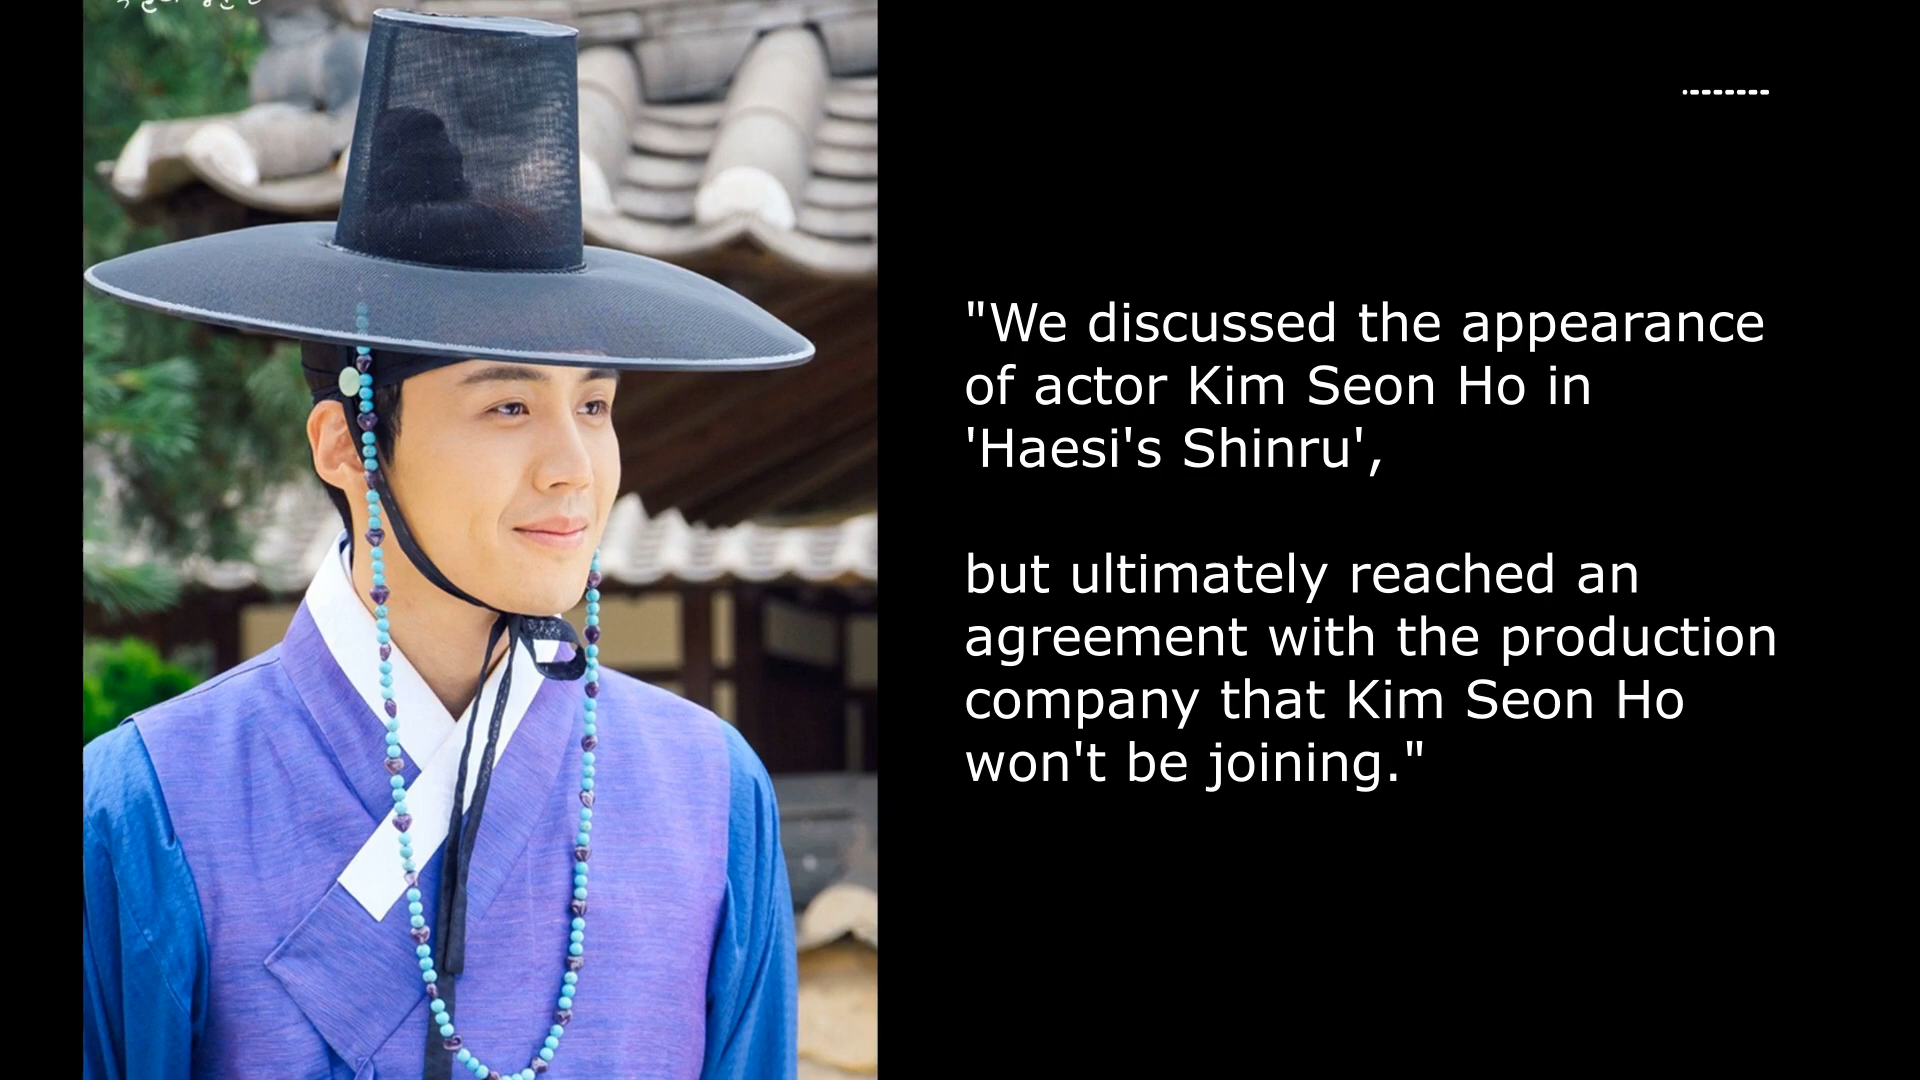 "We discussed the appearance
of actor Kim Seon Ho in
'Haesi's Shinru',
but ultimately reached an
agreement with the production
company that Kim Seon Ho
won't be joining."